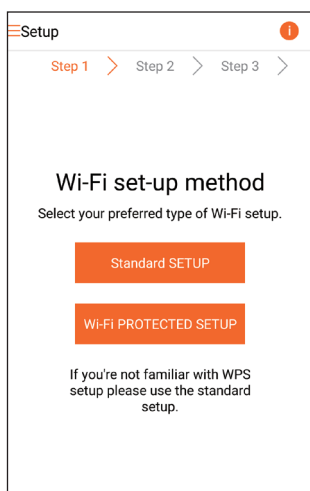 Setup
i
Step 1 Step 2 Step 3
Wi-Fi set-up method
Select your preferred type of Wi-Fi setup.
Standard SETUP
Wi-Fi PROTECTED SETUP
If you're not familiar with WPS
setup please use the standard
setup.